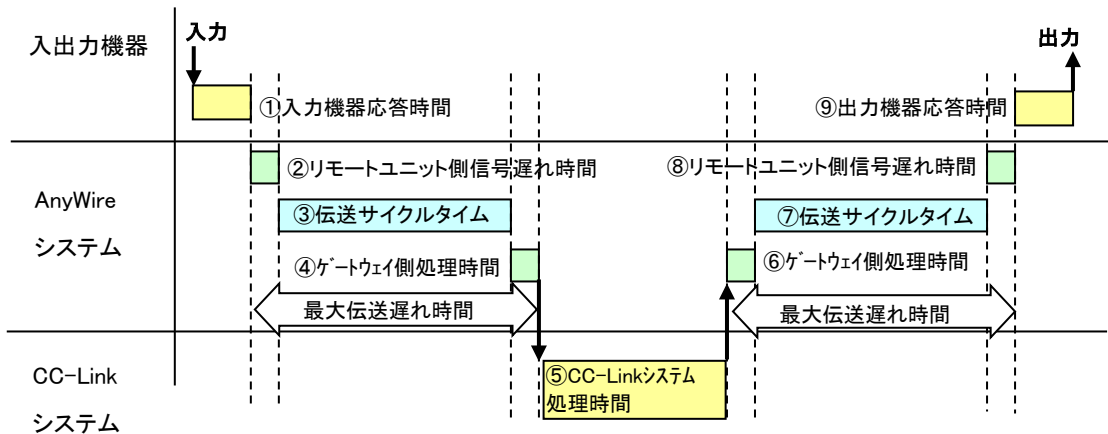 入出力機器
入力
出力
①入力機器応答時間
⑨出力機器応答時間
AnyWire
システム
②リモートユニット側信号遅れ時間
⑧リモートユニット側信号遅れ時間
③伝送サイクルタイム
⑦伝送サイクルタイム
④ｹﾞｰﾄｳｪｲ側処理時間
⑥ｹﾞｰﾄｳｪｲ側処理時間
最大伝送遅れ時間
最大伝送遅れ時間
CC-Link
システム
⑤CC-Linkｼｽﾃﾑ
処理時間